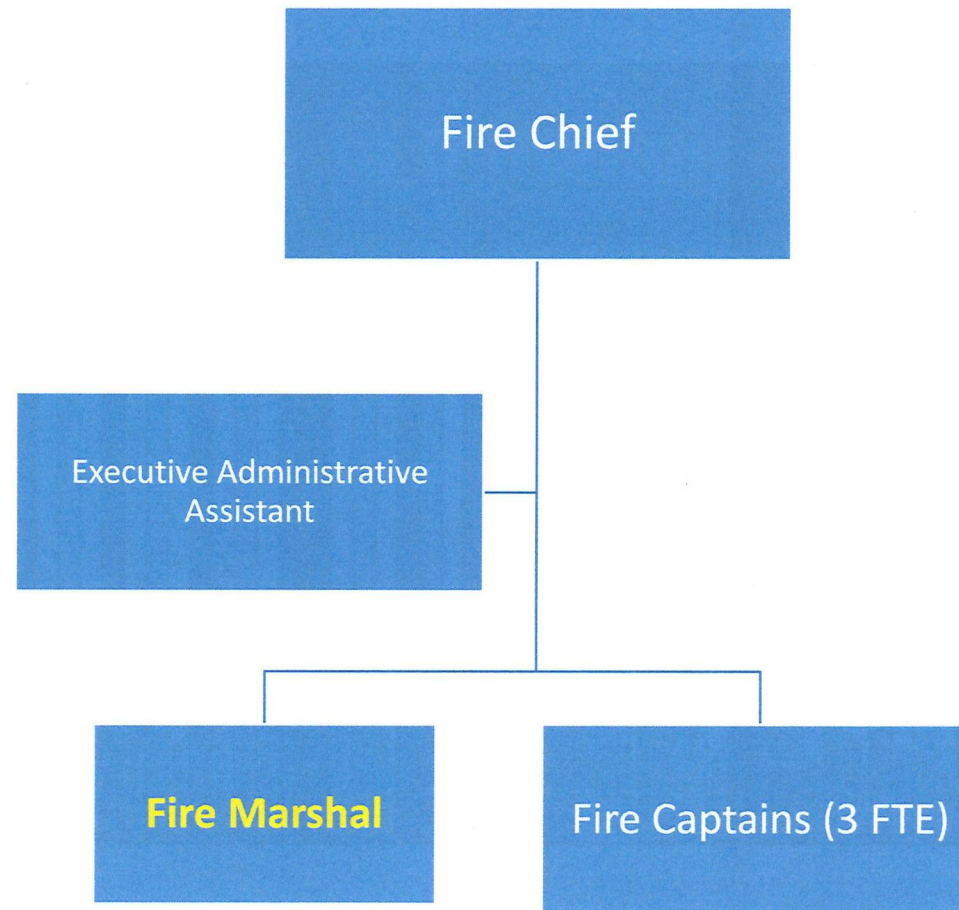 Fire Chief
Executive Administrative
Assistant
Fire Marshal
Fire Captains (3 FTE)